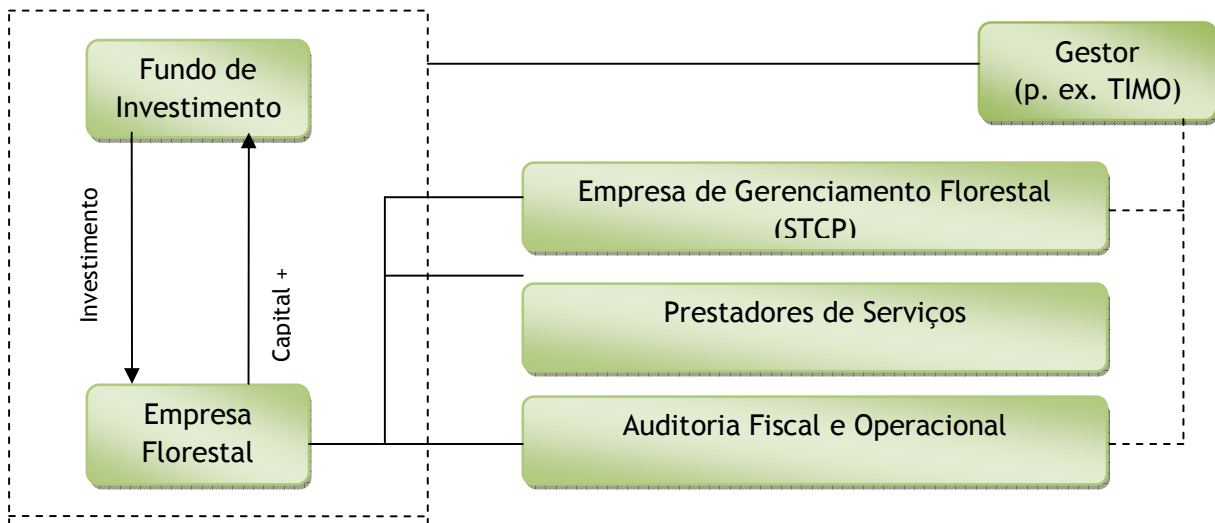 Fundo de
Investimento
Gestor
(p. ex. TIMO)
Investimento
Capital +
Empresa de Gerenciamento Florestal
(STCP)
Prestadores de Serviços
Empresa
Florestal
Auditoria Fiscal e Operacional